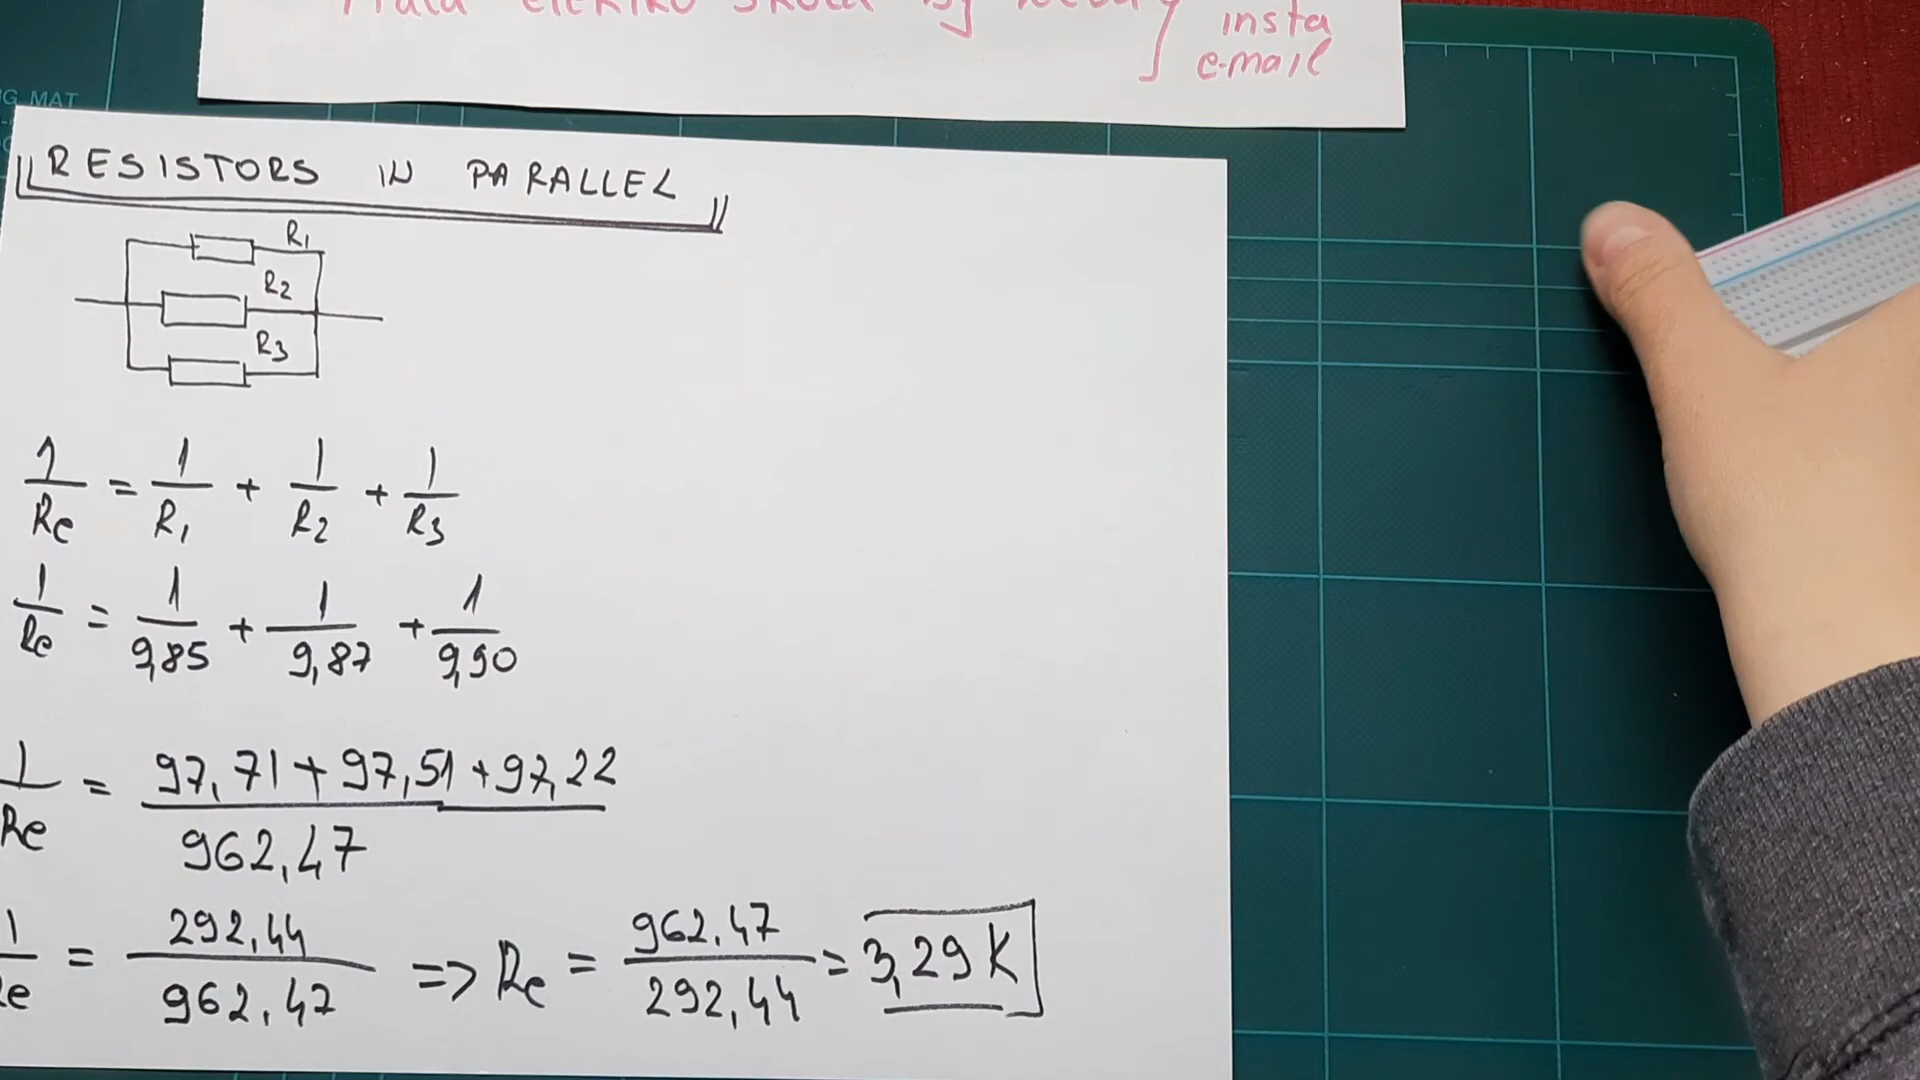 insta
e-mail
G MAT
RESISTORS IN PARALLEL
R1
R2
R3
1/Re = 1/R1 + 1/R2 + 1/R3
1/Re = 1/9,85 + 1/9,87 + 1/9,90
1/Re = 97,71+97,51+97,22/962,47
1/Re = 292,44/962,47 => Re = 962,47/292,44 = 3,29K